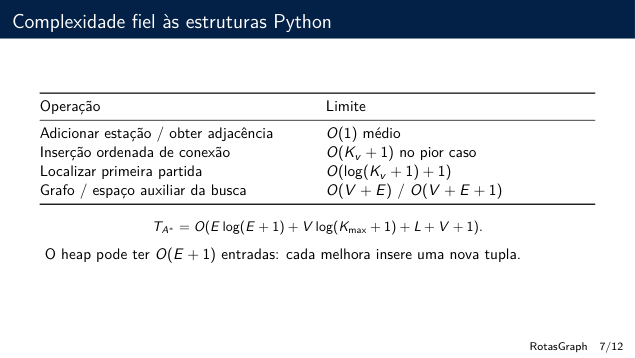 Complexidade fiel às estruturas Python
Operação Limite
Adicionar estação / obter adjacência O(1) médio
Inserção ordenada de conexão O(K_v + 1) no pior caso
Localizar primeira partida O(log(K_v + 1) + 1)
Grafo / espaço auxiliar da busca O(V + E) / O(V + E + 1)
T_{A*} = O(E log(E + 1) + V log(K_max + 1) + L + V + 1).
O heap pode ter O(E + 1) entradas: cada melhora insere uma nova tupla.
RotasGraph 7/12